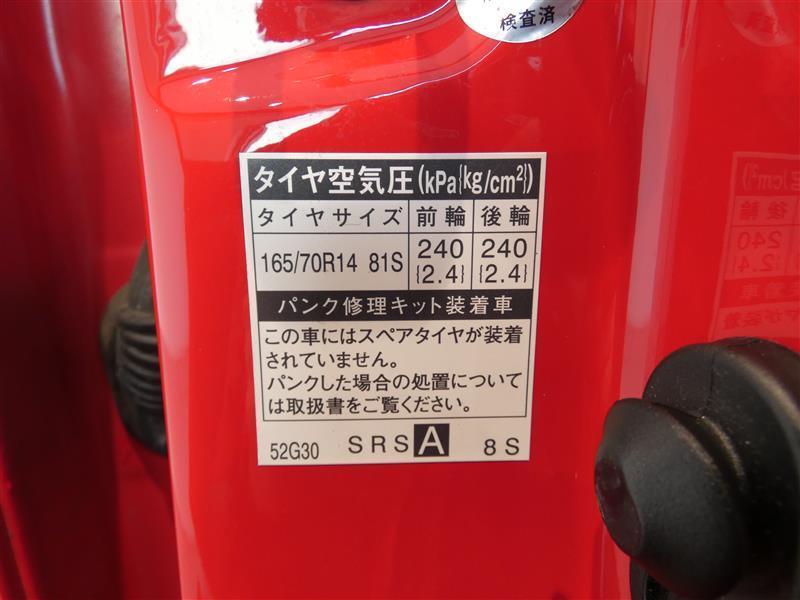 検査済
タイヤ空気圧(kPa{kg/cm²})
タイヤサイズ 前輪 後輪
165/70R14 81S 240 {2.4} 240 {2.4}
パンク修理キット装着車
この車にはスペアタイヤが装着
されていません。
パンクした場合の処置について
は取扱書をご覧ください。
52G30 SRS A 8S